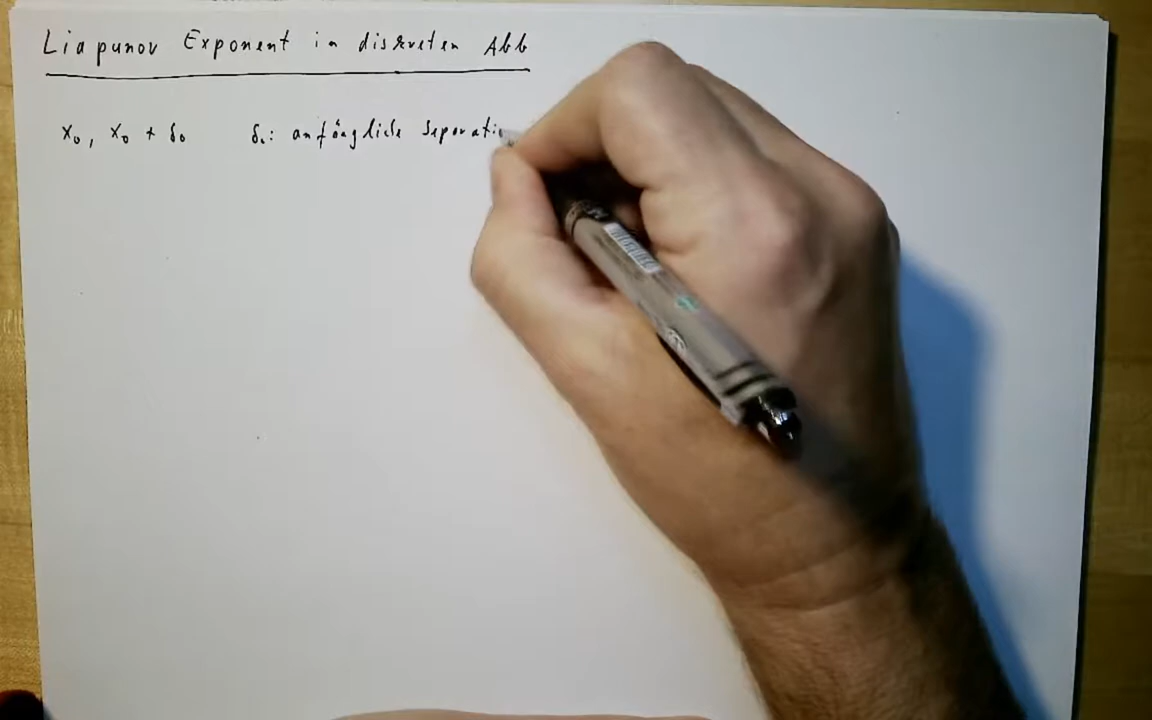 Liapunov Exponent in diskreten Abb
x₀, x₀ + δ₀ δ₀: anfängliche Separatio